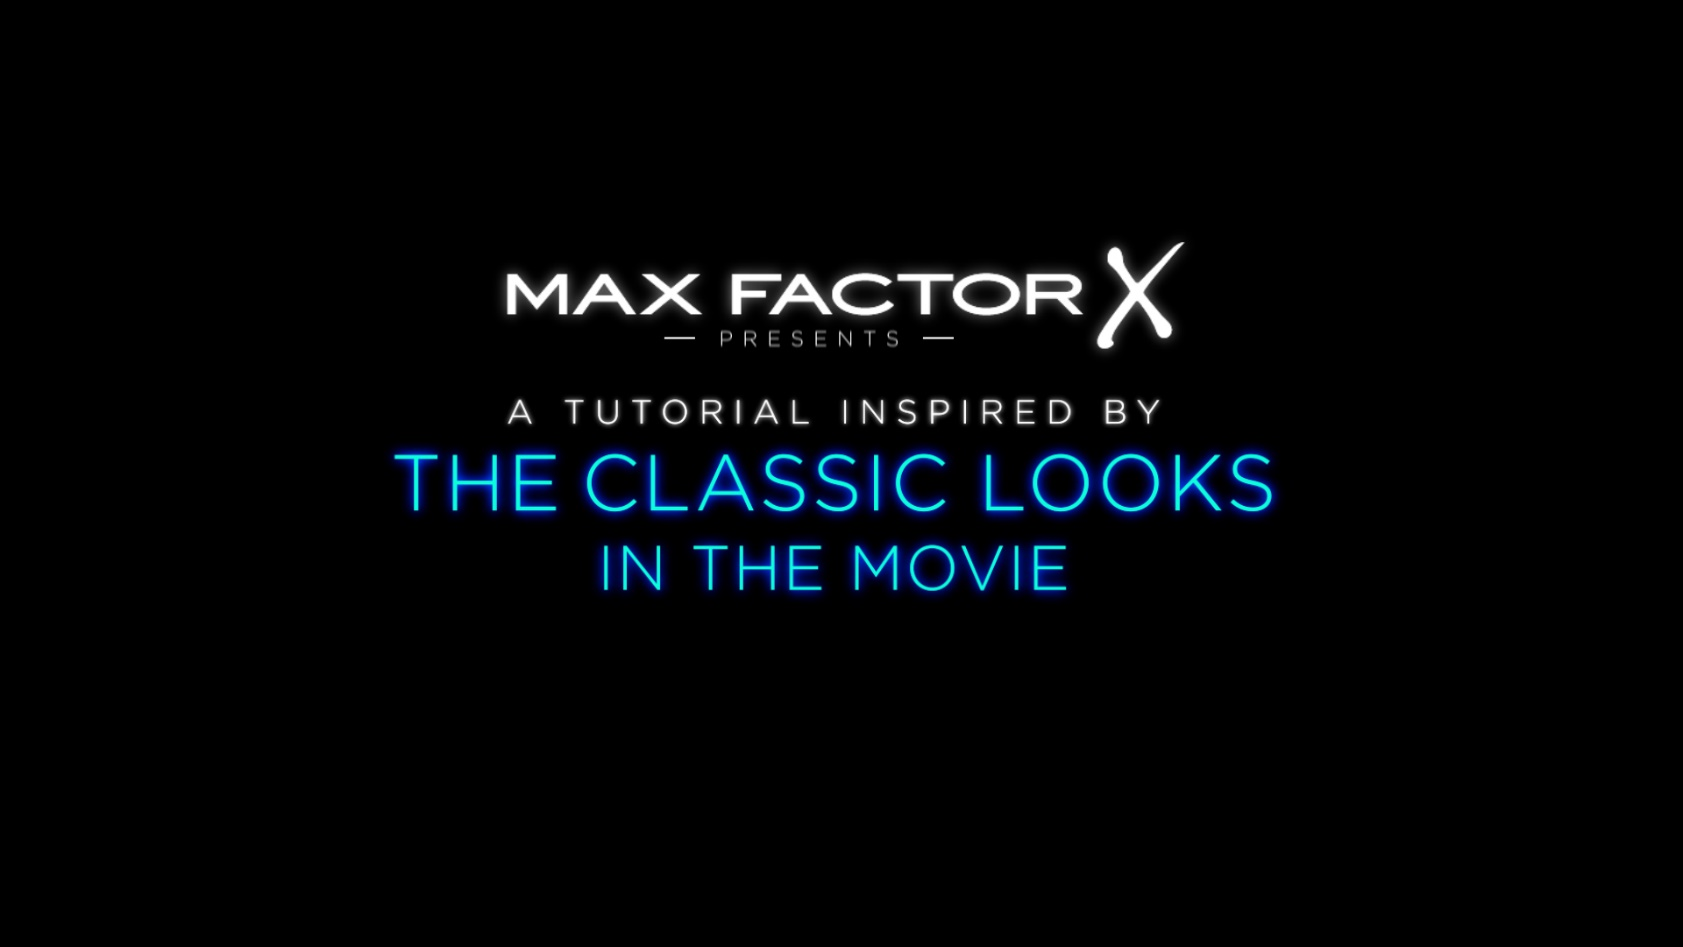 MAX FACTOR X
— PRESENTS —
A TUTORIAL INSPIRED BY
THE CLASSIC LOOKS
IN THE MOVIE